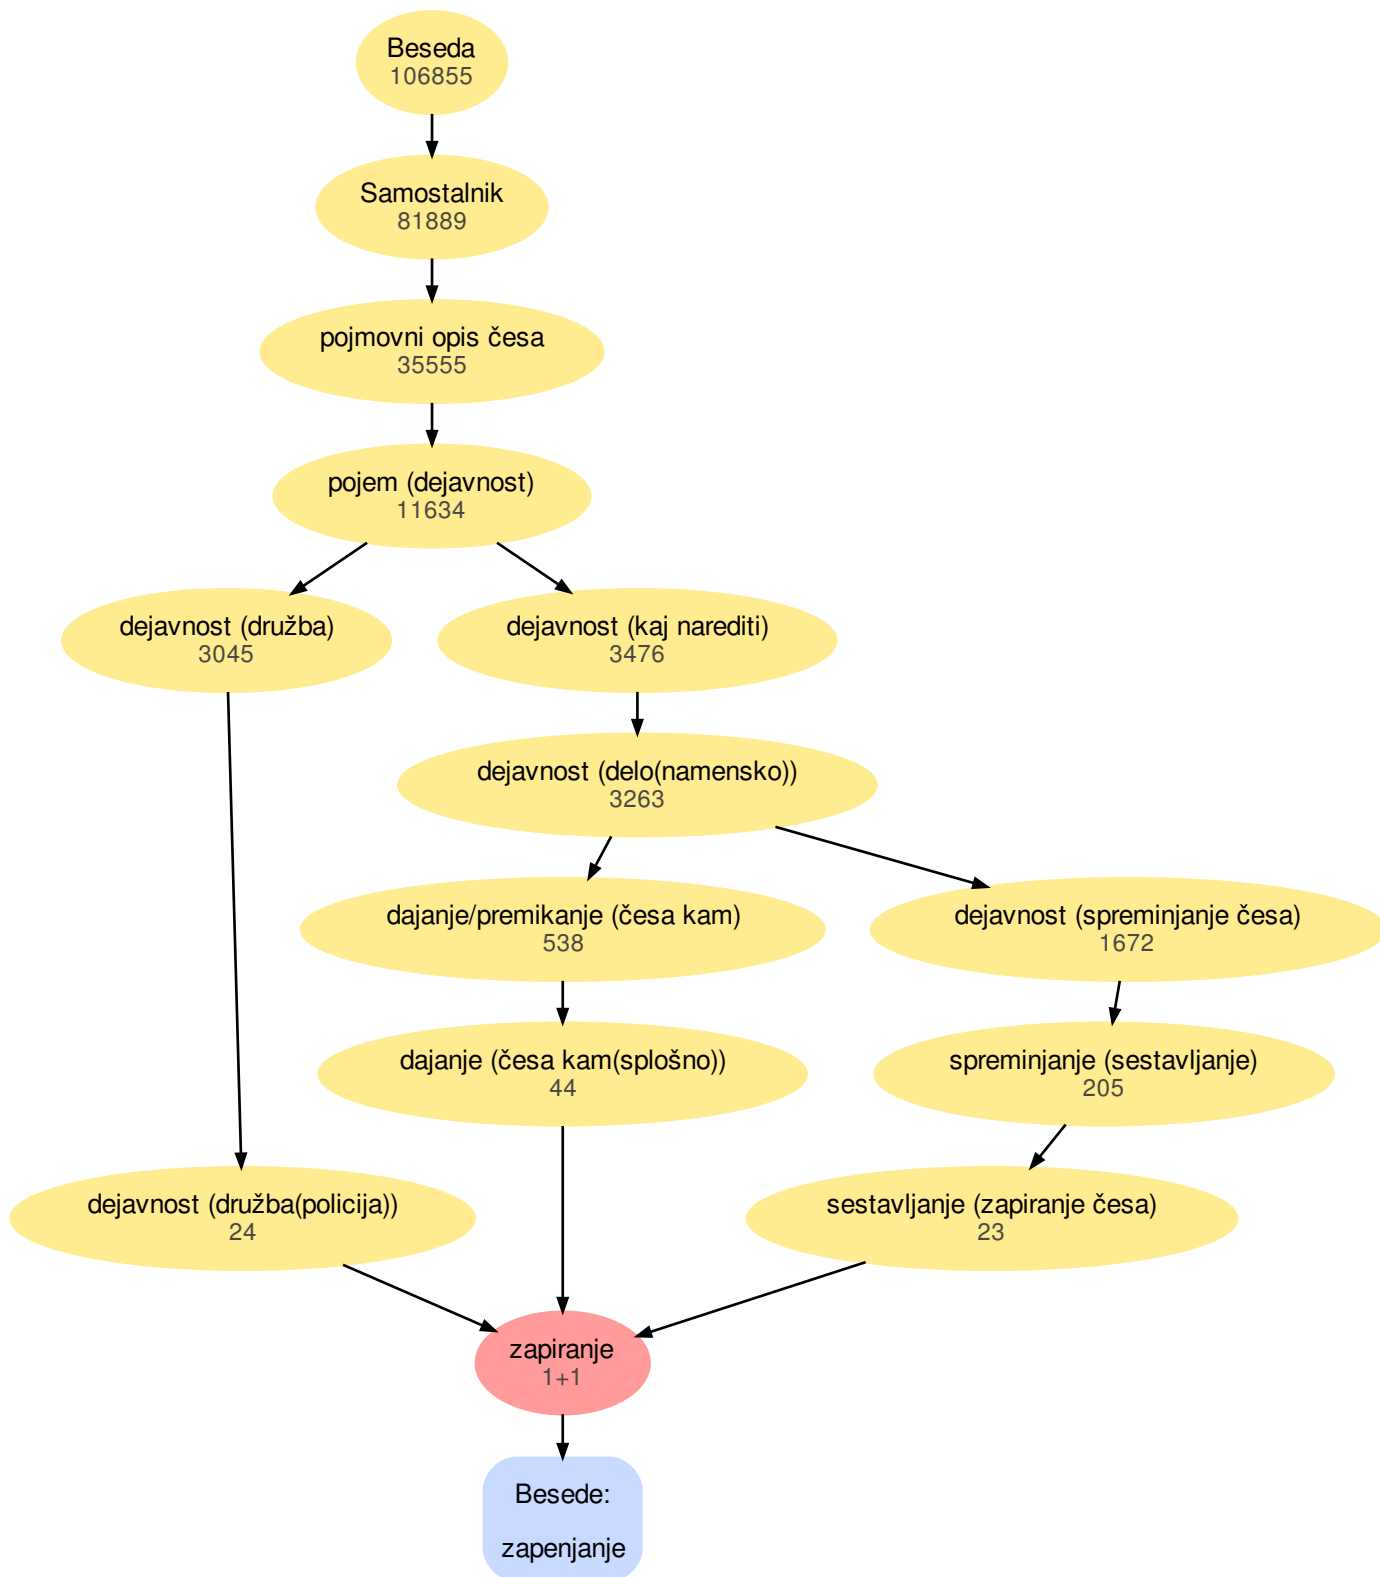 Beseda
106855
Samostalnik
81889
pojmovni opis česa
35555
pojem (dejavnost)
11634
dejavnost (družba)
3045
dejavnost (kaj narediti)
3476
dejavnost (delo(namensko))
3263
dajanje/premikanje (česa kam)
538
dejavnost (spreminjanje česa)
1672
dajanje (česa kam(splošno))
44
spreminjanje (sestavljanje)
205
dejavnost (družba(policija))
24
sestavljanje (zapiranje česa)
23
zapiranje
1+1
Besede:
zapenjanje